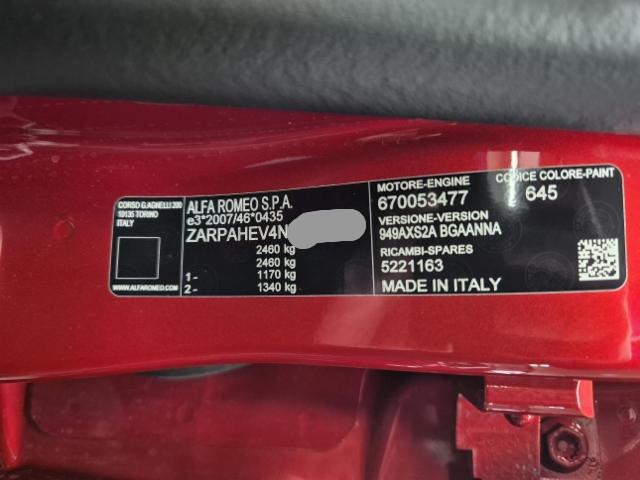 CORSO G.AGNELLI 200
10135 TORINO
ITALY
WWW.ALFAROMEO.COM
ALFA ROMEO S.P.A.
e3*2007/46*0435
ZARPAHEV4N
2460 kg
2460 kg
1- 1170 kg
2- 1340 kg
MOTORE-ENGINE
670053477
VERSIONE-VERSION
949AXS2A BGAANNA
RICAMBI-SPARES
5221163
MADE IN ITALY
CODICE COLORE-PAINT
645